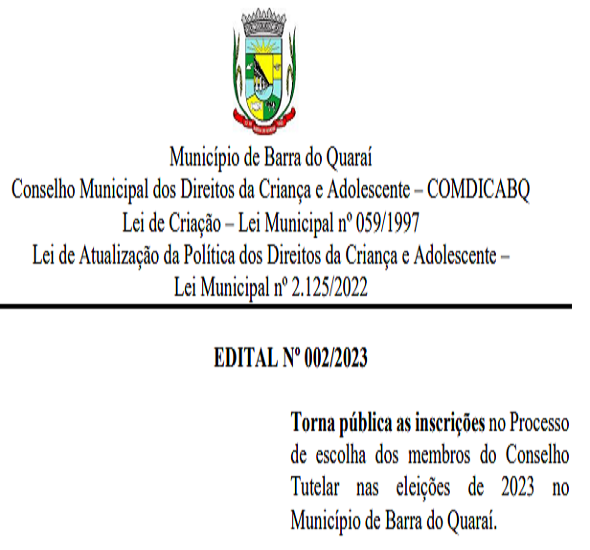 Município de Barra do Quaraí
Conselho Municipal dos Direitos da Criança e Adolescente – COMDICABQ
Lei de Criação – Lei Municipal nº 059/1997
Lei de Atualização da Política dos Direitos da Criança e Adolescente –
Lei Municipal nº 2.125/2022
EDITAL Nº 002/2023
Torna pública as inscrições no Processo
de escolha dos membros do Conselho
Tutelar nas eleições de 2023 no
Município de Barra do Quaraí.